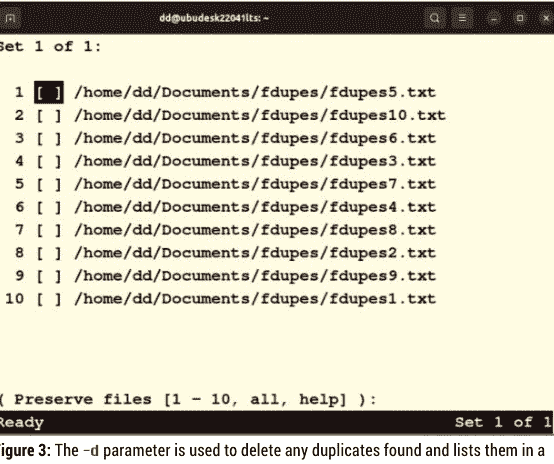 dd@ubudesk22041lts: ~
Set 1 of 1:
1 [ ] /home/dd/Documents/fdupes/fdupes5.txt
2 [ ] /home/dd/Documents/fdupes/fdupes10.txt
3 [ ] /home/dd/Documents/fdupes/fdupes6.txt
4 [ ] /home/dd/Documents/fdupes/fdupes3.txt
5 [ ] /home/dd/Documents/fdupes/fdupes7.txt
6 [ ] /home/dd/Documents/fdupes/fdupes4.txt
7 [ ] /home/dd/Documents/fdupes/fdupes8.txt
8 [ ] /home/dd/Documents/fdupes/fdupes2.txt
9 [ ] /home/dd/Documents/fdupes/fdupes9.txt
10 [ ] /home/dd/Documents/fdupes/fdupes1.txt
( Preserve files [1 - 10, all, help] ):
Ready Set 1 of 1
Figure 3: The -d parameter is used to delete any duplicates found and lists them in a